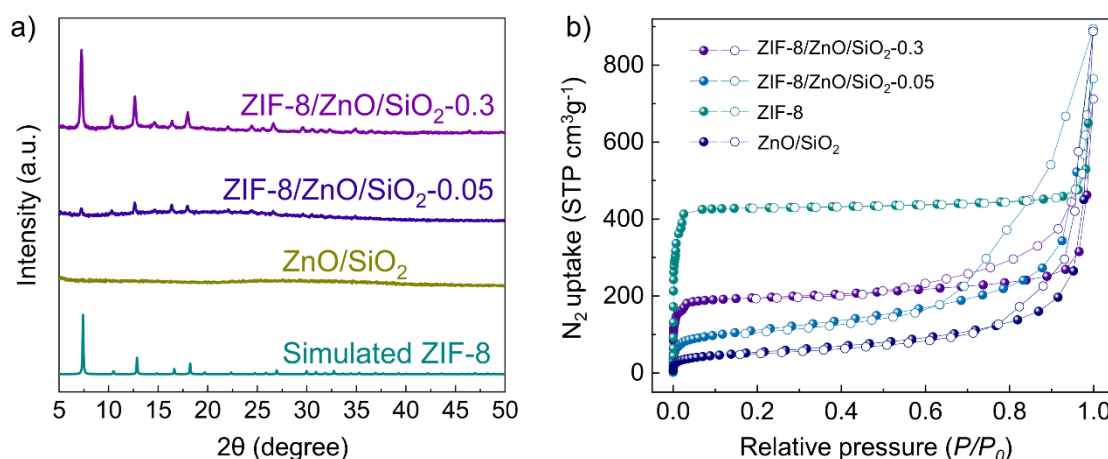 a)
Intensity (a.u.)
ZIF-8/ZnO/SiO₂-0.3
ZIF-8/ZnO/SiO₂-0.05
ZnO/SiO₂
Simulated ZIF-8
5 10 15 20 25 30 35 40 45 50
2θ (degree)
b)
N₂ uptake (STP cm³g⁻¹)
800
600
400
200
0
ZIF-8/ZnO/SiO₂-0.3
ZIF-8/ZnO/SiO₂-0.05
ZIF-8
ZnO/SiO₂
0.0 0.2 0.4 0.6 0.8 1.0
Relative pressure (P/P₀)